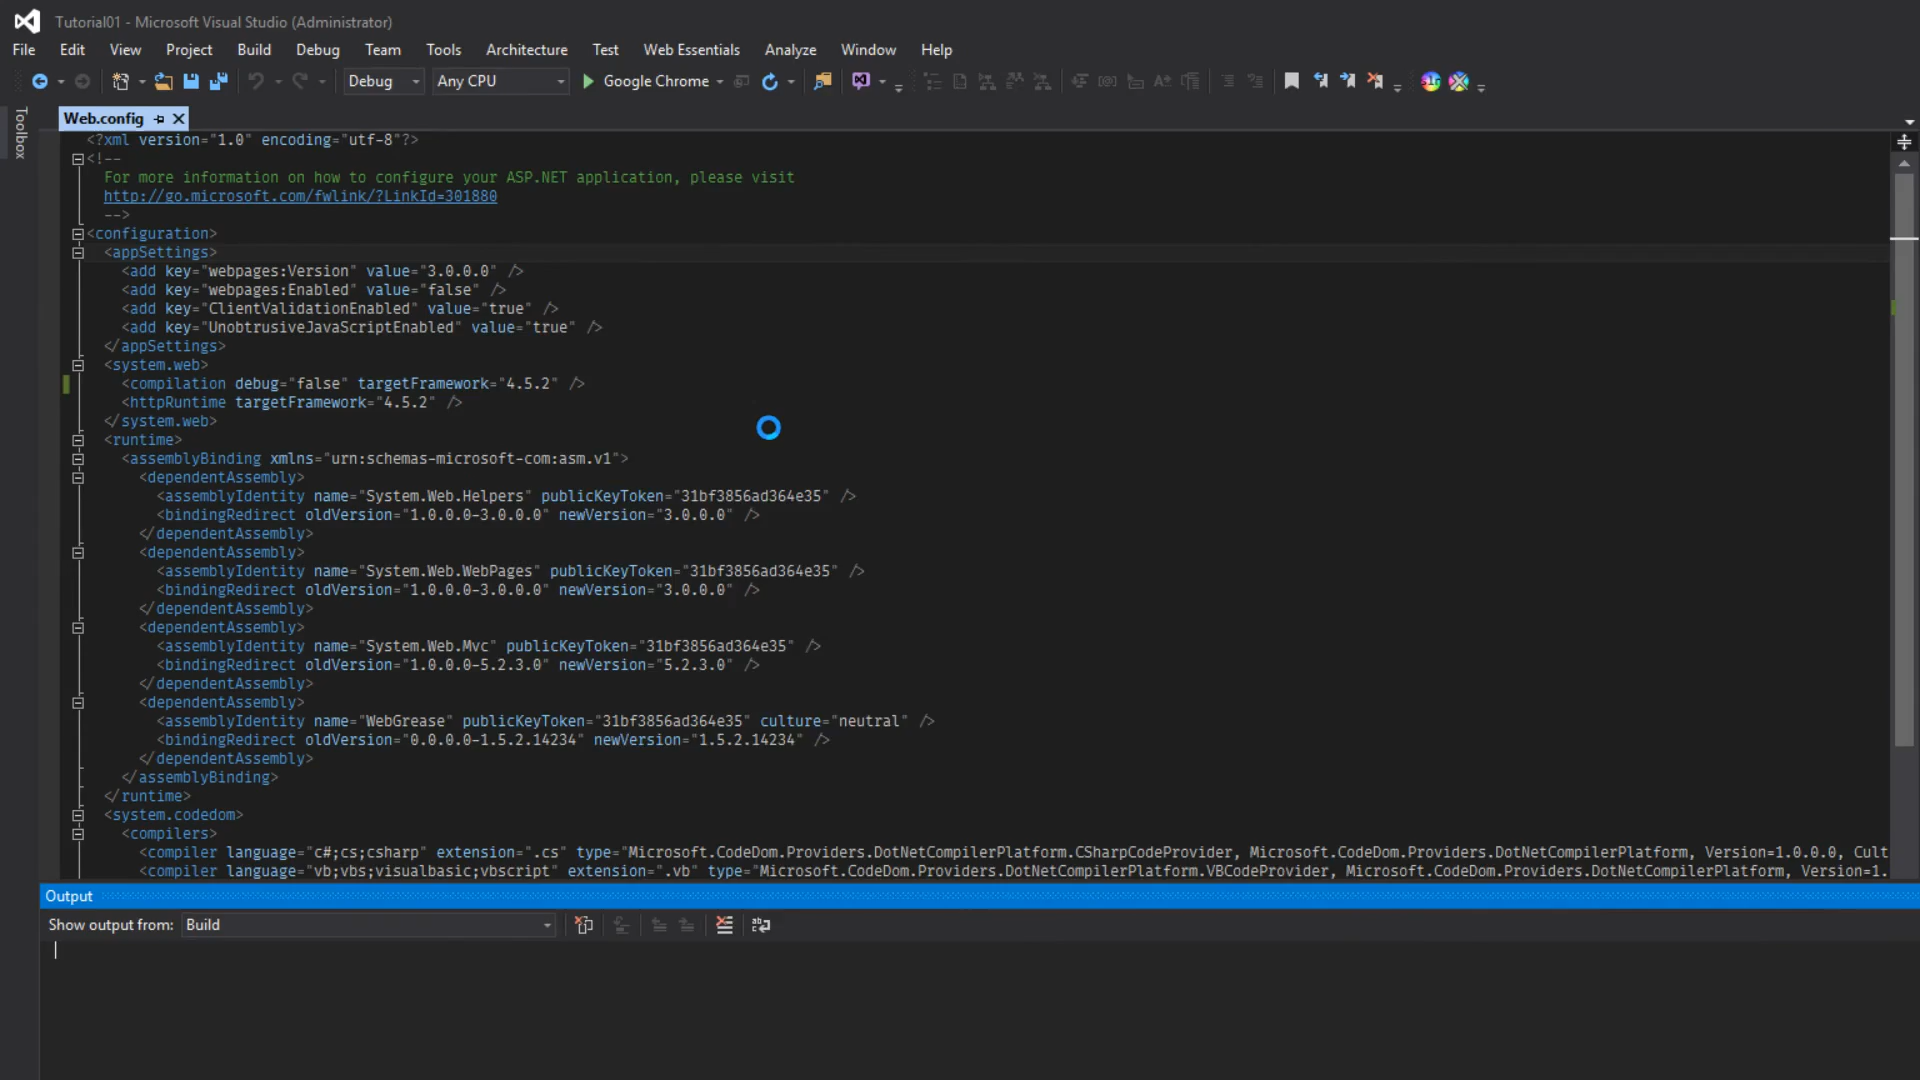 Tutorial01 - Microsoft Visual Studio (Administrator)
File Edit View Project Build Debug Team Tools Architecture Test Web Essentials Analyze Window Help
Debug Any CPU Google Chrome
Toolbox
Web.config
<?xml version="1.0" encoding="utf-8"?>
<!--
For more information on how to configure your ASP.NET application, please visit
http://go.microsoft.com/fwlink/?LinkId=301880
-->
<configuration>
<appSettings>
<add key="webpages:Version" value="3.0.0.0" />
<add key="webpages:Enabled" value="false" />
<add key="ClientValidationEnabled" value="true" />
<add key="UnobtrusiveJavaScriptEnabled" value="true" />
</appSettings>
<system.web>
<compilation debug="false" targetFramework="4.5.2" />
<httpRuntime targetFramework="4.5.2" />
</system.web>
<runtime>
<assemblyBinding xmlns="urn:schemas-microsoft-com:asm.v1">
<dependentAssembly>
<assemblyIdentity name="System.Web.Helpers" publicKeyToken="31bf3856ad364e35" />
<bindingRedirect oldVersion="1.0.0.0-3.0.0.0" newVersion="3.0.0.0" />
</dependentAssembly>
<dependentAssembly>
<assemblyIdentity name="System.Web.WebPages" publicKeyToken="31bf3856ad364e35" />
<bindingRedirect oldVersion="1.0.0.0-3.0.0.0" newVersion="3.0.0.0" />
</dependentAssembly>
<dependentAssembly>
<assemblyIdentity name="System.Web.Mvc" publicKeyToken="31bf3856ad364e35" />
<bindingRedirect oldVersion="1.0.0.0-5.2.3.0" newVersion="5.2.3.0" />
</dependentAssembly>
<dependentAssembly>
<assemblyIdentity name="WebGrease" publicKeyToken="31bf3856ad364e35" culture="neutral" />
<bindingRedirect oldVersion="0.0.0.0-1.5.2.14234" newVersion="1.5.2.14234" />
</dependentAssembly>
</assemblyBinding>
</runtime>
<system.codedom>
<compilers>
<compiler language="c#;cs;csharp" extension=".cs" type="Microsoft.CodeDom.Providers.DotNetCompilerPlatform.CSharpCodeProvider, Microsoft.CodeDom.Providers.DotNetCompilerPlatform, Version=1.0.0.0, Cult
<compiler language="vb;vbs;visualbasic;vbscript" extension=".vb" type="Microsoft.CodeDom.Providers.DotNetCompilerPlatform.VBCodeProvider, Microsoft.CodeDom.Providers.DotNetCompilerPlatform, Version=1.
Output
Show output from: Build